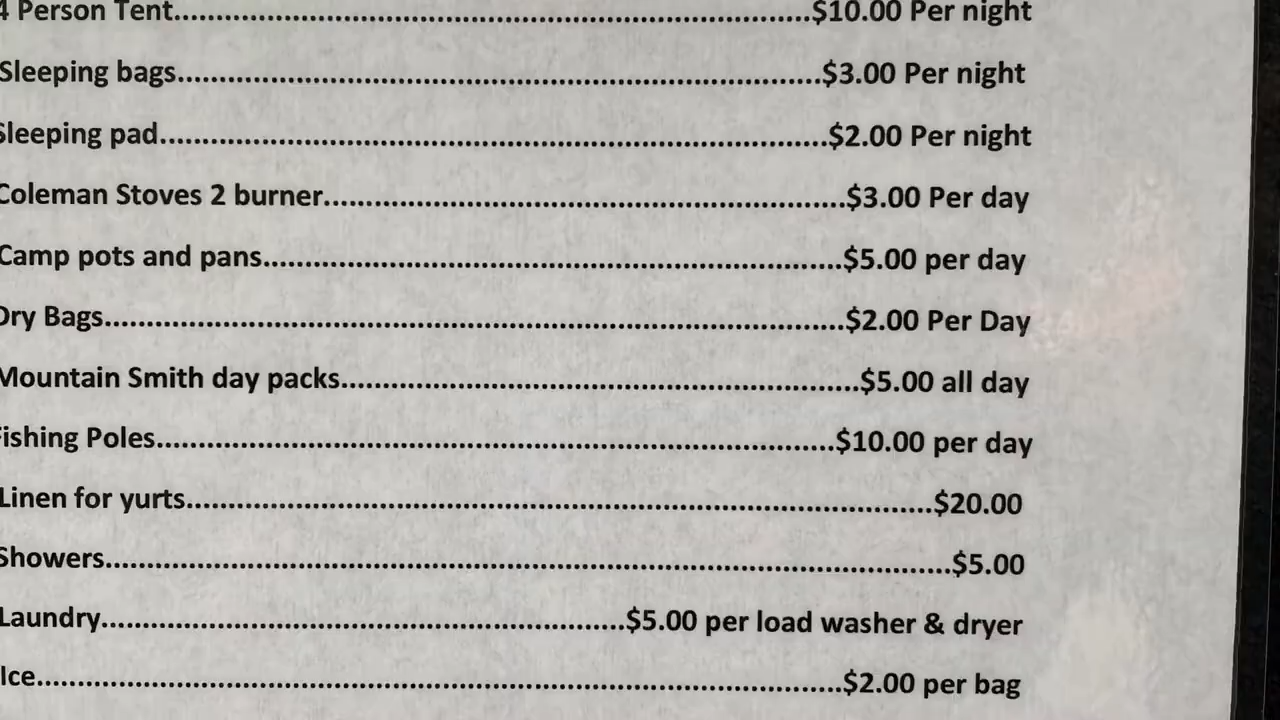 4 Person Tent..............................................................................$10.00 Per night
Sleeping bags..............................................................................$3.00 Per night
Sleeping pad................................................................................$2.00 Per night
Coleman Stoves 2 burner..............................................................$3.00 Per day
Camp pots and pans.....................................................................$5.00 per day
Dry Bags........................................................................................$2.00 Per Day
Mountain Smith day packs.............................................................$5.00 all day
Fishing Poles.................................................................................$10.00 per day
Linen for yurts.........................................................................................$20.00
Showers.....................................................................................................$5.00
Laundry..............................................................$5.00 per load washer & dryer
Ice................................................................................................$2.00 per bag